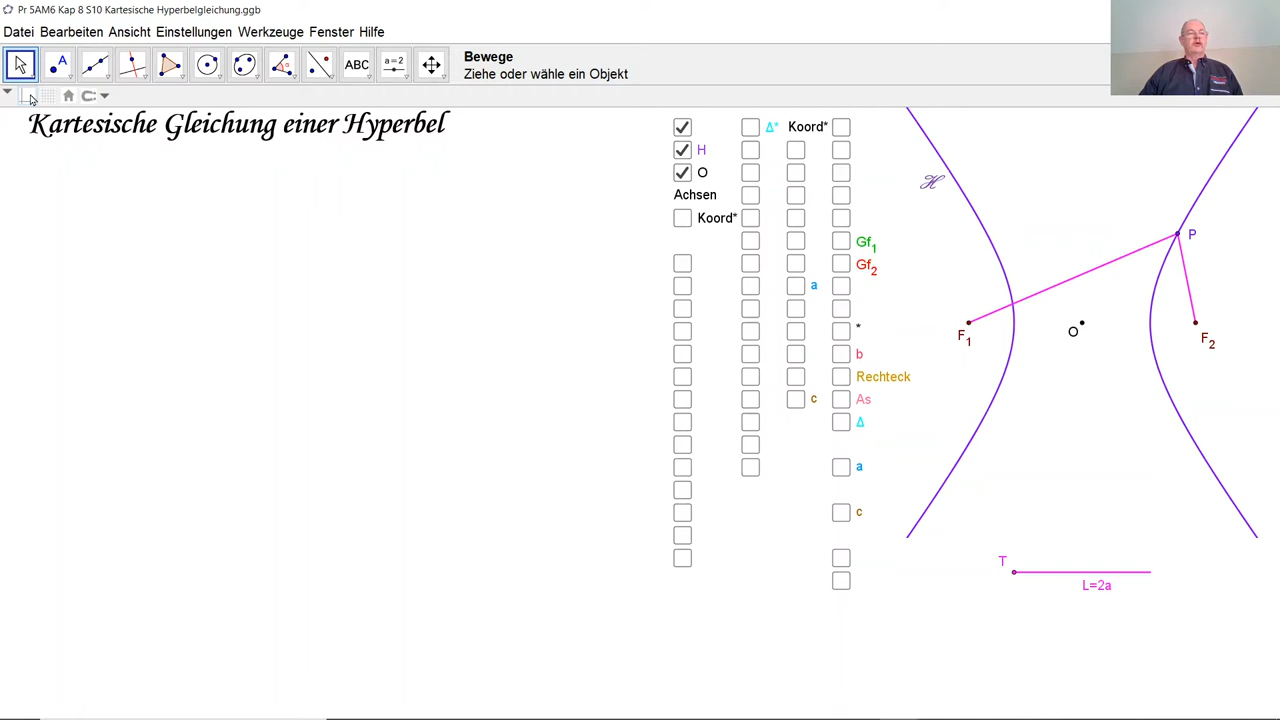 Pr 5AM6 Kap 8 S10 Kartesische Hyperbelgleichung.ggb
Datei Bearbeiten Ansicht Einstellungen Werkzeuge Fenster Hilfe
A
ABC
a=2
Bewege
Ziehe oder wähle ein Objekt
Kartesische Gleichung einer Hyperbel
Δ*
Koord*
H
O
Achsen
Koord*
Gf1
Gf2
a
*
b
Rechteck
c
As
Δ
a
c
H
P
F1
O
F2
T
L=2a